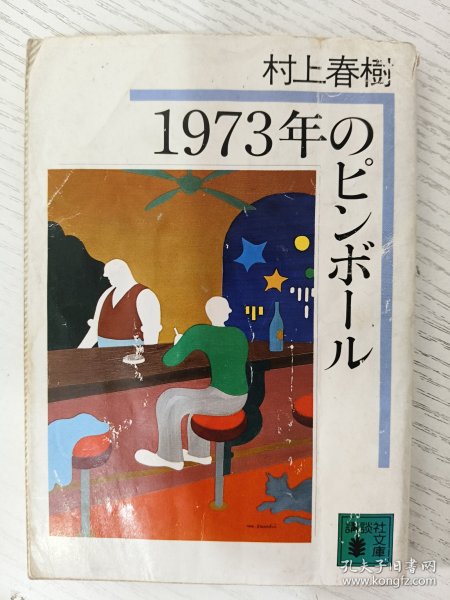 村上春樹
1973年のピンボール
講談社
文庫
孔夫子旧书网
www.kongfz.com